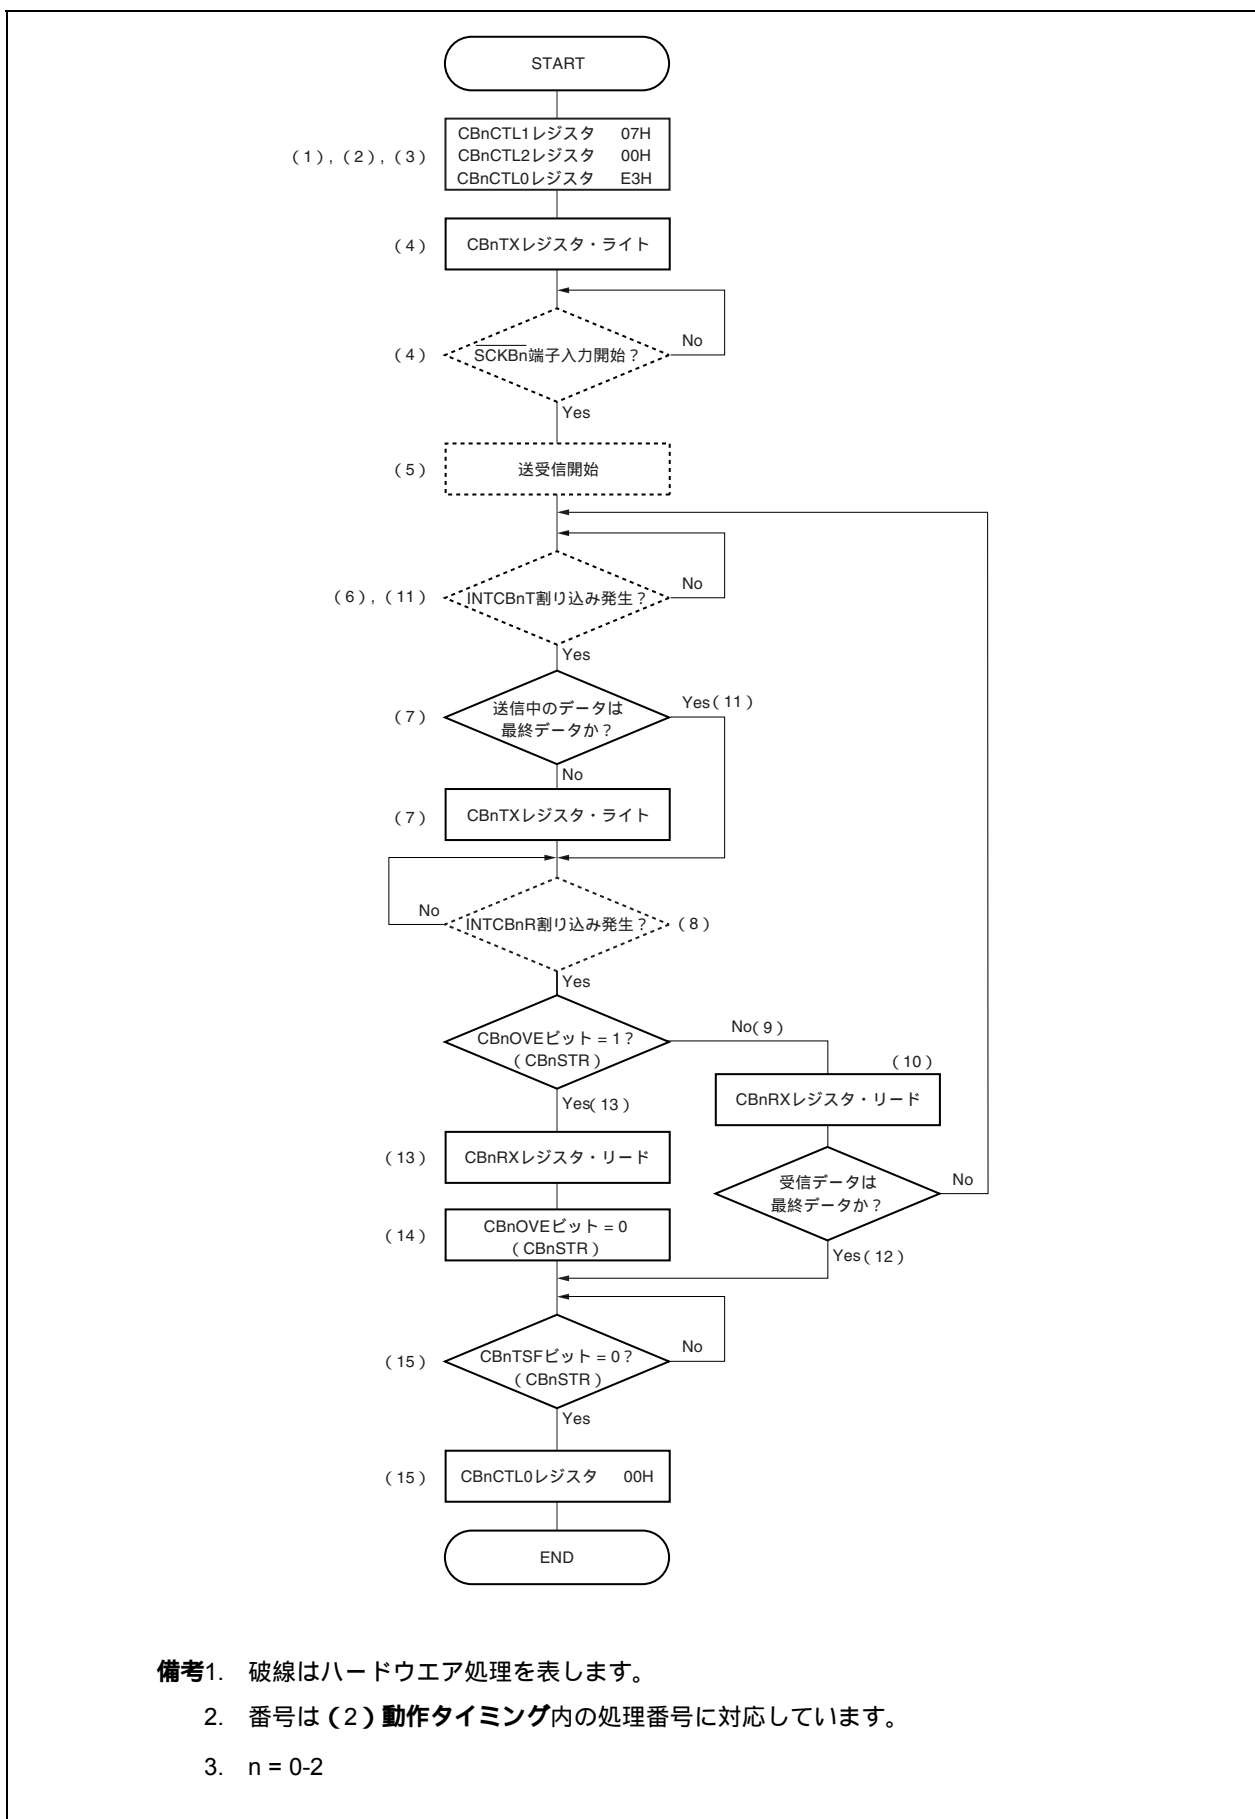 START
(1),(2),(3)
CBnCTL1レジスタ 07H
CBnCTL2レジスタ 00H
CBnCTL0レジスタ E3H
(4) CBnTXレジスタ・ライト
(4) SCKBn端子入力開始? No
Yes
(5) 送受信開始
(6),(11) INTCBnT割り込み発生? No
Yes
(7) 送信中のデータは
最終データか?
Yes(11)
No
(7) CBnTXレジスタ・ライト
No INTCBnR割り込み発生? (8)
Yes
CBnOVEビット = 1?
(CBnSTR)
No(9)
(10)
CBnRXレジスタ・リード
Yes(13)
(13) CBnRXレジスタ・リード
受信データは
最終データか?
No
(14) CBnOVEビット = 0
(CBnSTR)
Yes(12)
(15) CBnTSFビット = 0?
(CBnSTR)
No
Yes
(15) CBnCTL0レジスタ 00H
END
備考1. 破線はハードウエア処理を表します。
2. 番号は(2)動作タイミング内の処理番号に対応しています。
3. n = 0-2